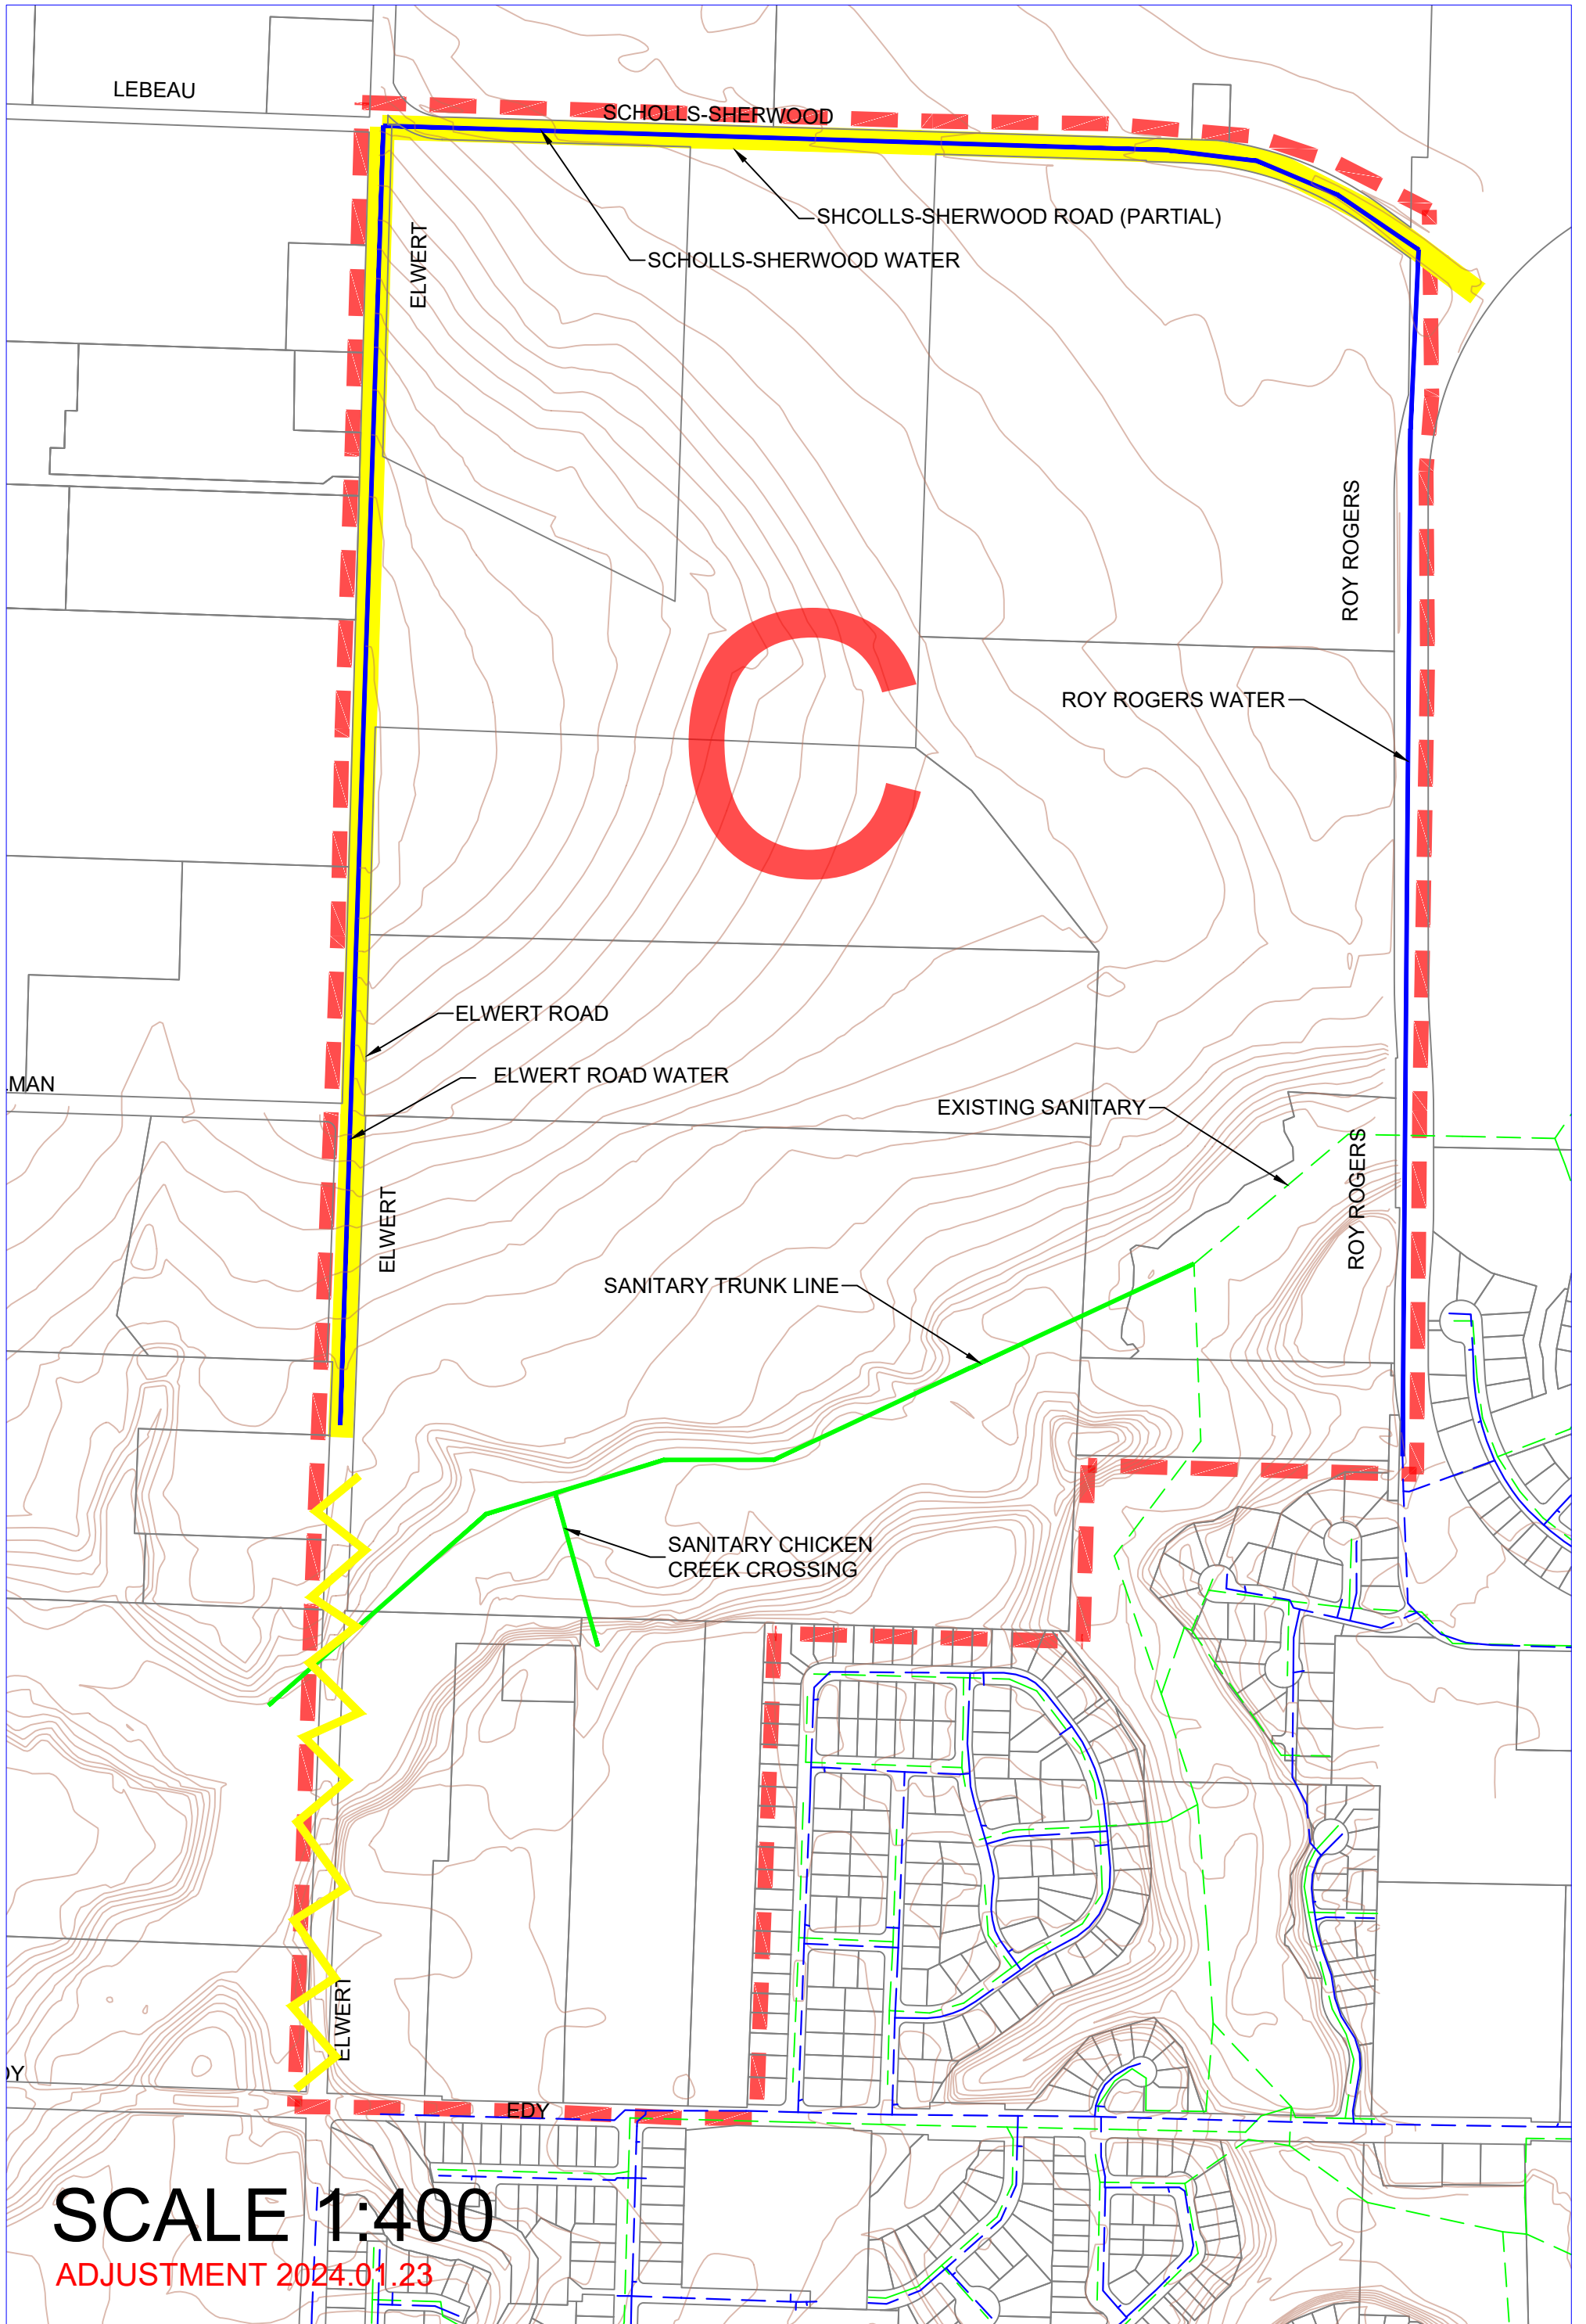 LEBEAU
SCHOLLS-SHERWOOD
SHCOLLS-SHERWOOD ROAD (PARTIAL)
SCHOLLS-SHERWOOD WATER
ELWERT
ROY ROGERS
C
ROY ROGERS WATER
ELWERT ROAD
ELWERT ROAD WATER
MAN
EXISTING SANITARY
ROY ROGERS
ELWERT
SANITARY TRUNK LINE
SANITARY CHICKEN
CREEK CROSSING
ELWERT
DY
EDY
SCALE 1:400
ADJUSTMENT 2024.01.23